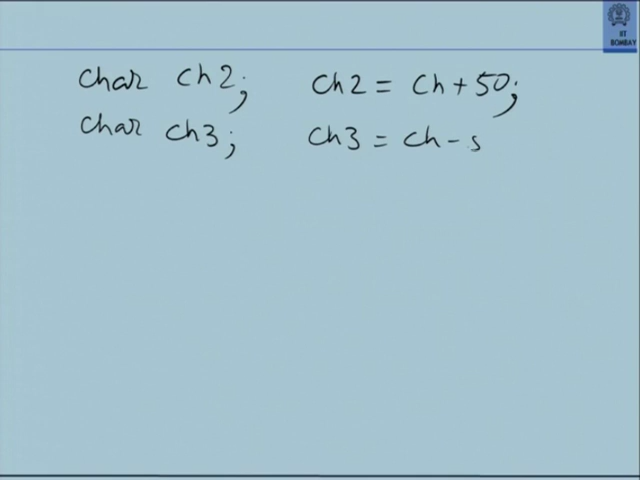 IIT
BOMBAY
char ch2; ch2 = ch + 50;
char ch3; ch3 = ch - s